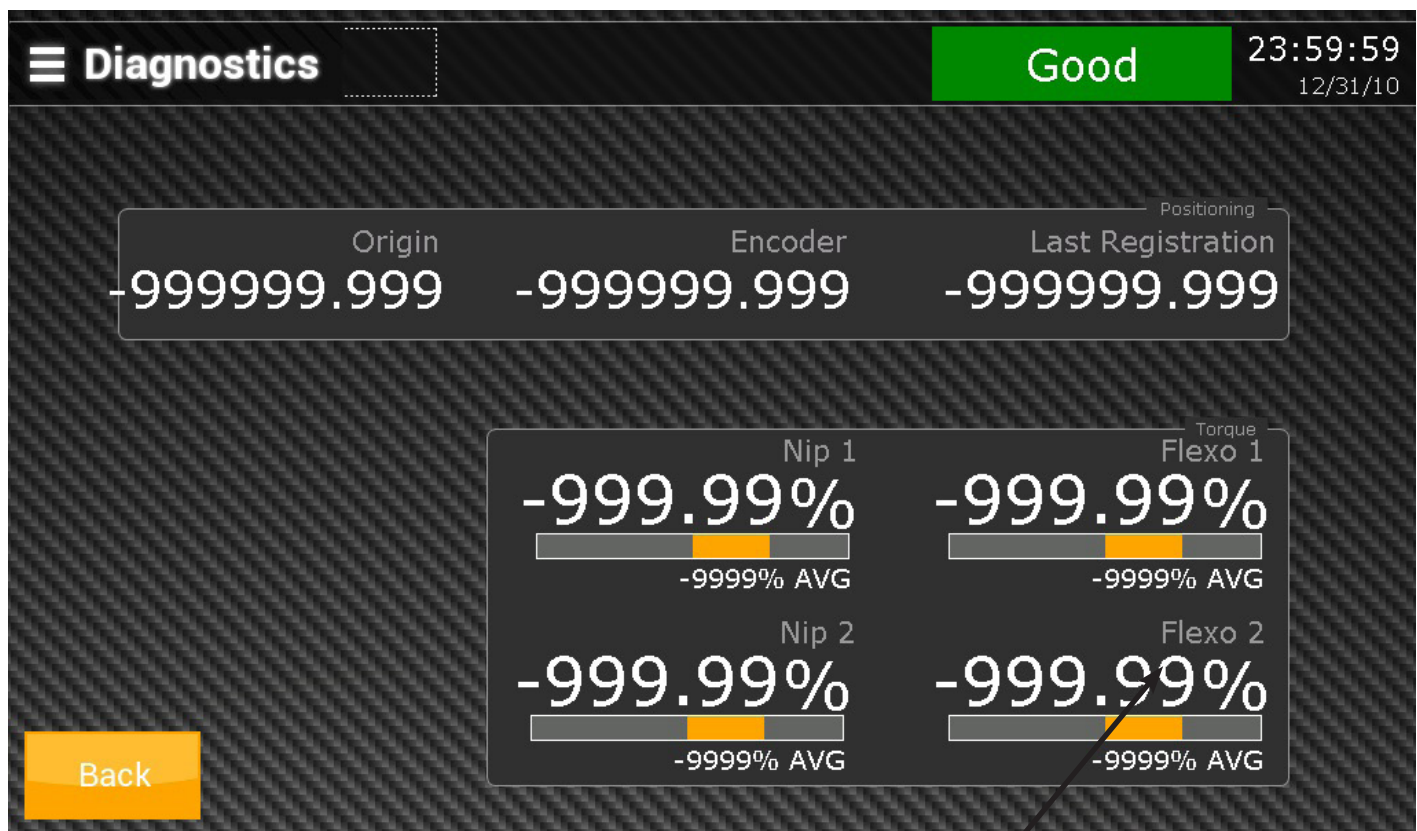 Diagnostics
Good
23:59:59
12/31/10
Positioning
Origin Encoder Last Registration
-999999.999 -999999.999 -999999.999
Torque
Nip 1 Flexo 1
-999.99% -999.99%
-9999% AVG -9999% AVG
Nip 2 Flexo 2
-999.99% -999.99%
-9999% AVG -9999% AVG
Back